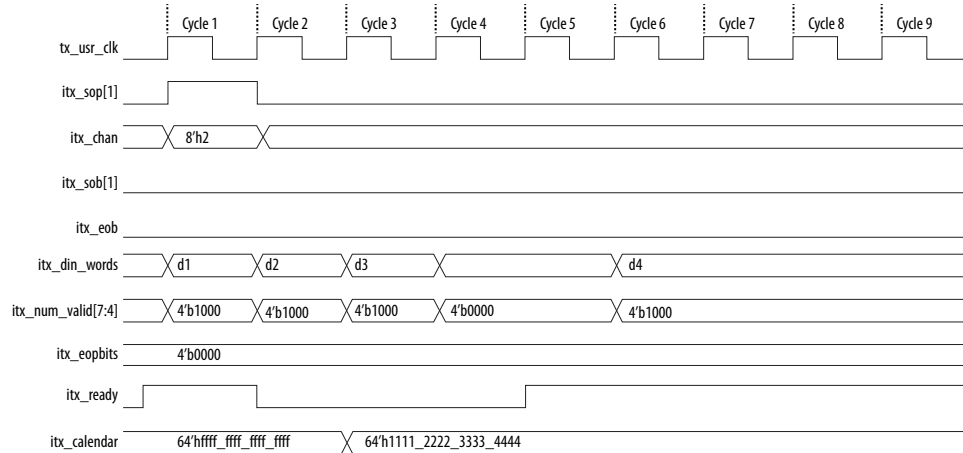 Cycle 1 Cycle 2 Cycle 3 Cycle 4 Cycle 5 Cycle 6 Cycle 7 Cycle 8 Cycle 9
tx_usr_clk
itx_sop[1]
itx_chan 8'h2
itx_sob[1]
itx_eob
itx_din_words d1 d2 d3 d4
itx_num_valid[7:4] 4'b1000 4'b1000 4'b1000 4'b0000 4'b1000
itx_eopbits 4'b0000
itx_ready
itx_calendar 64'hffff_ffff_ffff_ffff 64'h1111_2222_3333_4444